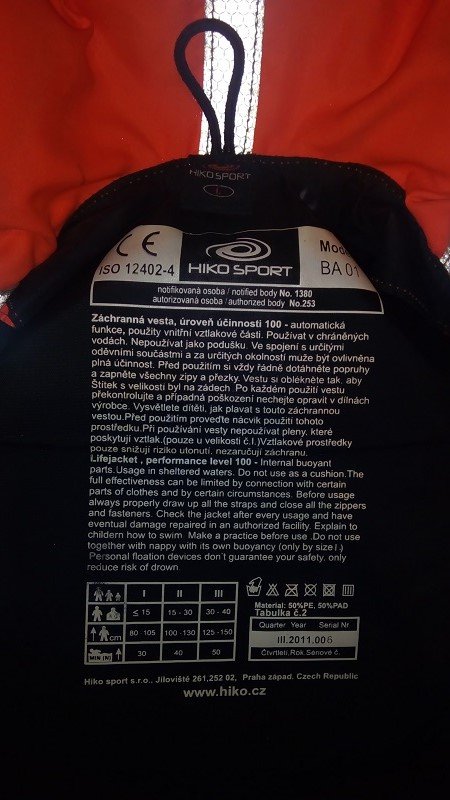 HIKO SPORT
I
CE
ISO 12402-4
HIKO SPORT
Mode
BA 01
notifikovaná osoba / notified body No. 1380
autorizovaná osoba / authorized body No.253
Záchranná vesta, úroveň účinnosti 100 - automatická
funkce, použity vnitřní vztlakové části. Používat v chráněných
vodách. Nepoužívat jako podušku. Ve spojení s určitými
oděvními součástmi a za určitých okolností může být ovlivněna
plná účinnost. Před použitím si vždy řádně dotáhněte popruhy
a zapněte všechny zipy a přezky. Vestu si oblékněte tak, aby
Štítek s velikostí byl na zádech. Po každém použití vestu
překontrolujte a případná poškození nechejte opravit v dílnách
výrobce. Vysvětlete dítěti, jak plavat s touto záchrannou
vestou.Před použitím proveďte nácvik použití tohoto
prostředku.Při používání vesty nepoužívat pleny, které
poskytují vztlak.(pouze u velikosti č.I.)Vztlakové prostředky
pouze snižují riziko utonutí, nezaručují záchranu.
Lifejacket , performance level 100 - Internal buoyant
parts.Usage in sheltered waters. Do not use as a cushion.The
full effectiveness can be limited by connection with certain
parts of clothes and by certain circumstances. Before usage
always properly draw up all the straps and close all the zippers
and fasteners. Check the jacket after every usage and have
eventual damage repaired in an authorized facility. Explain to
childern how to swim. Make a practice before use .Do not use
together with nappy with its own buoyancy (only by size I.)
Personal floation devices don't guarantee your safety, only
reduce risk of drown.
I II III
≤ 15 15 - 30 30 - 40
cm 80 - 105 100 -130 125 -150
MIN (N) 30 40 50
Material: 50%PE, 50%PAD
Tabulka č.2
Quarter Year Serial Nr
III.2011,006
Čtvrtletí, Rok, Sériové č.
Hiko sport s.r.o., Jíloviště 261,252 02, Praha západ. Czech Republic
www.hiko.cz